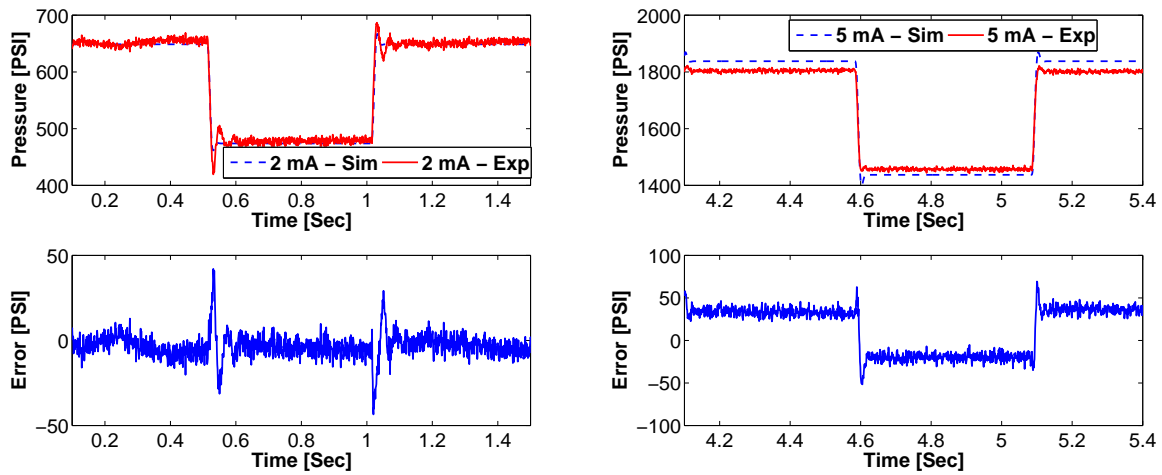 700
600
500
400
Pressure [PSI]
0.2 0.4 0.6 0.8 1 1.2 1.4
Time [Sec]
2 mA − Sim 2 mA − Exp
2000
1800
1600
1400
Pressure [PSI]
4.2 4.4 4.6 4.8 5 5.2 5.4
Time [Sec]
5 mA − Sim 5 mA − Exp
50
0
−50
Error [PSI]
0.2 0.4 0.6 0.8 1 1.2 1.4
Time [Sec]
100
50
0
−50
−100
Error [PSI]
4.2 4.4 4.6 4.8 5 5.2 5.4
Time [Sec]